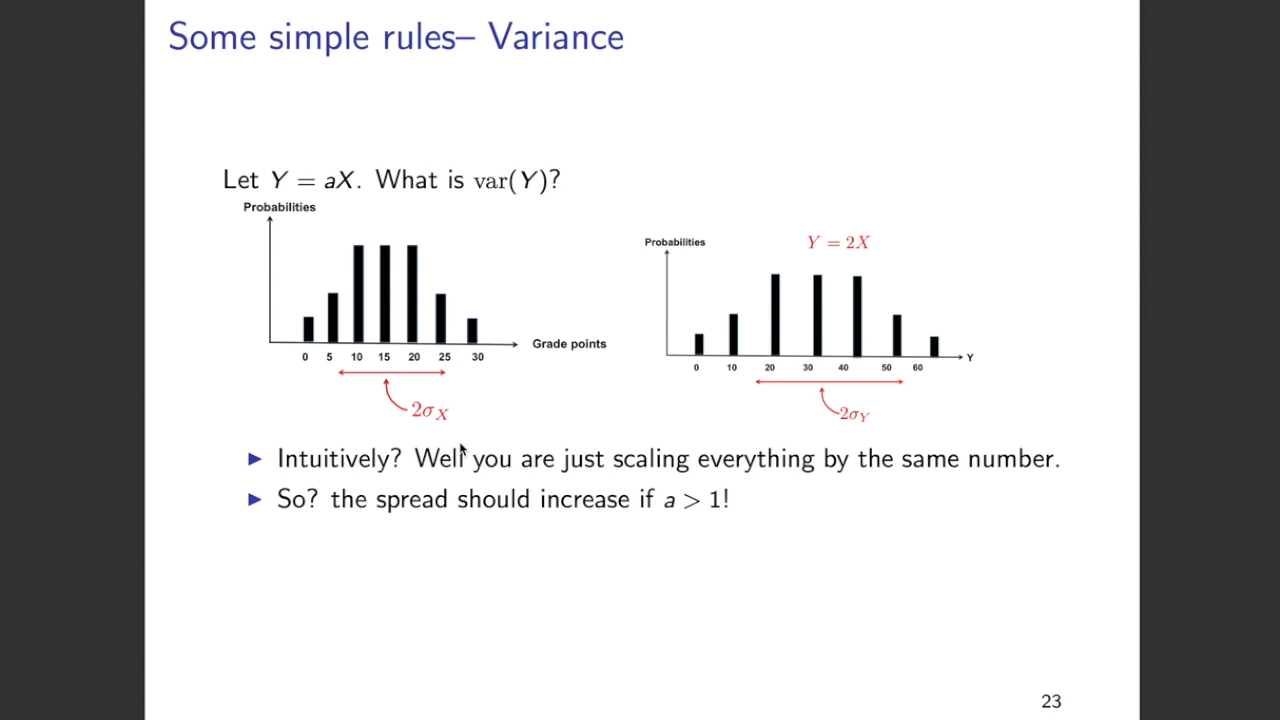 Some simple rules– Variance
Let Y = aX. What is var(Y)?
Probabilities
0 5 10 15 20 25 30
Grade points
2σX
Probabilities
Y = 2X
0 10 20 30 40 50 60
Y
2σY
▶ Intuitively? Well you are just scaling everything by the same number.
▶ So? the spread should increase if a > 1!
23